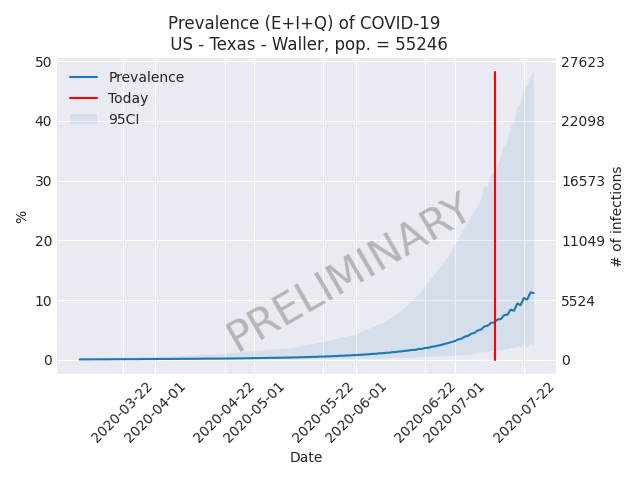 Prevalence (E+I+Q) of COVID-19
US - Texas - Waller, pop. = 55246
Prevalence
Today
95CI
50
40
30
20
10
0
%
27623
22098
16573
11049
5524
0
# of infections
PRELIMINARY
2020-03-22
2020-04-01
2020-04-22
2020-05-01
2020-05-22
2020-06-01
2020-06-22
2020-07-01
2020-07-22
Date